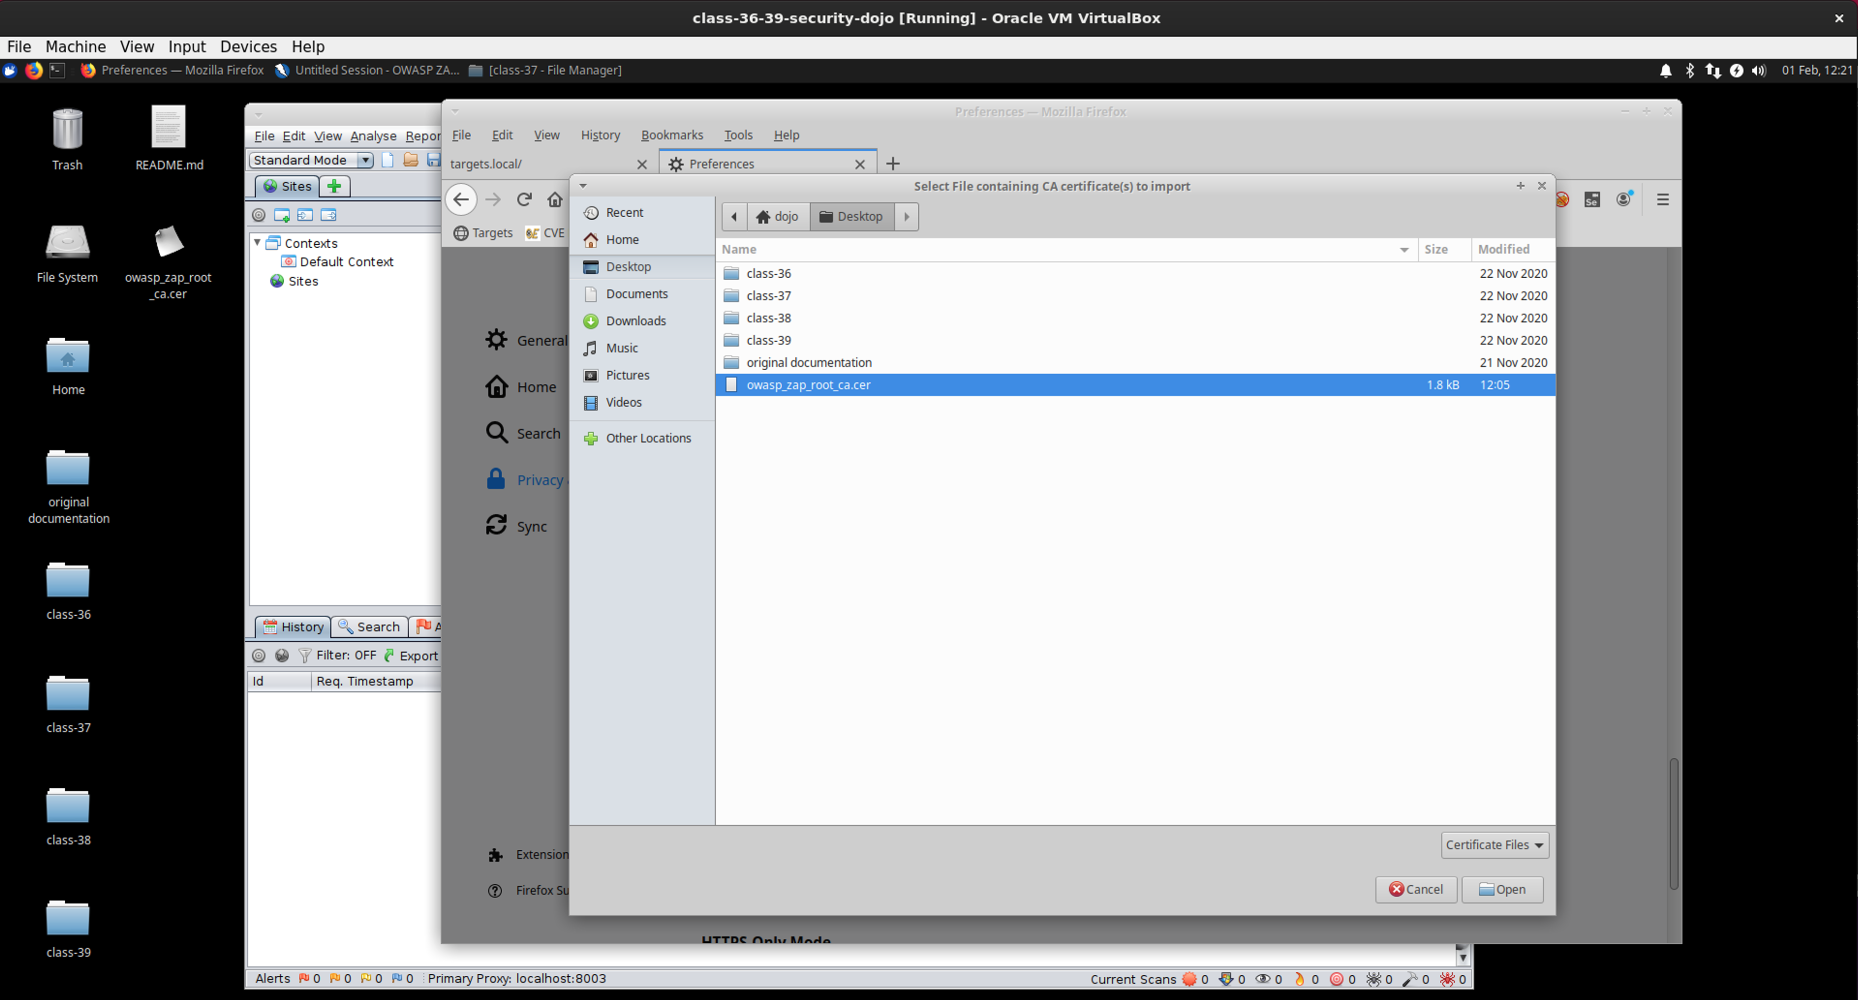 class-36-39-security-dojo [Running] - Oracle VM VirtualBox
File Machine View Input Devices Help
Preferences — Mozilla Firefox Untitled Session - OWASP ZA... [class-37 - File Manager] 01 Feb, 12:21
Trash
README.md
File System
owasp_zap_root
_ca.cer
Home
original
documentation
class-36
class-37
class-38
class-39
File Edit View Analyse Repor
Standard Mode
Sites
Contexts
Default Context
Sites
History Search A
Filter: OFF Export
Id Req. Timestamp
Preferences — Mozilla Firefox
File Edit View History Bookmarks Tools Help
targets.local/ Preferences
Targets CVE
General
Home
Search
Privacy
Sync
Extension
Firefox Su
HTTPS-Only Mode
Select File containing CA certificate(s) to import
Recent
Home
Desktop
Documents
Downloads
Music
Pictures
Videos
Other Locations
dojo Desktop
Name Size Modified
class-36 22 Nov 2020
class-37 22 Nov 2020
class-38 22 Nov 2020
class-39 22 Nov 2020
original documentation 21 Nov 2020
owasp_zap_root_ca.cer 1.8 kB 12:05
Certificate Files
Cancel Open
Alerts 0 0 0 0 Primary Proxy: localhost:8003 Current Scans 0 0 0 0 0 0 0 0